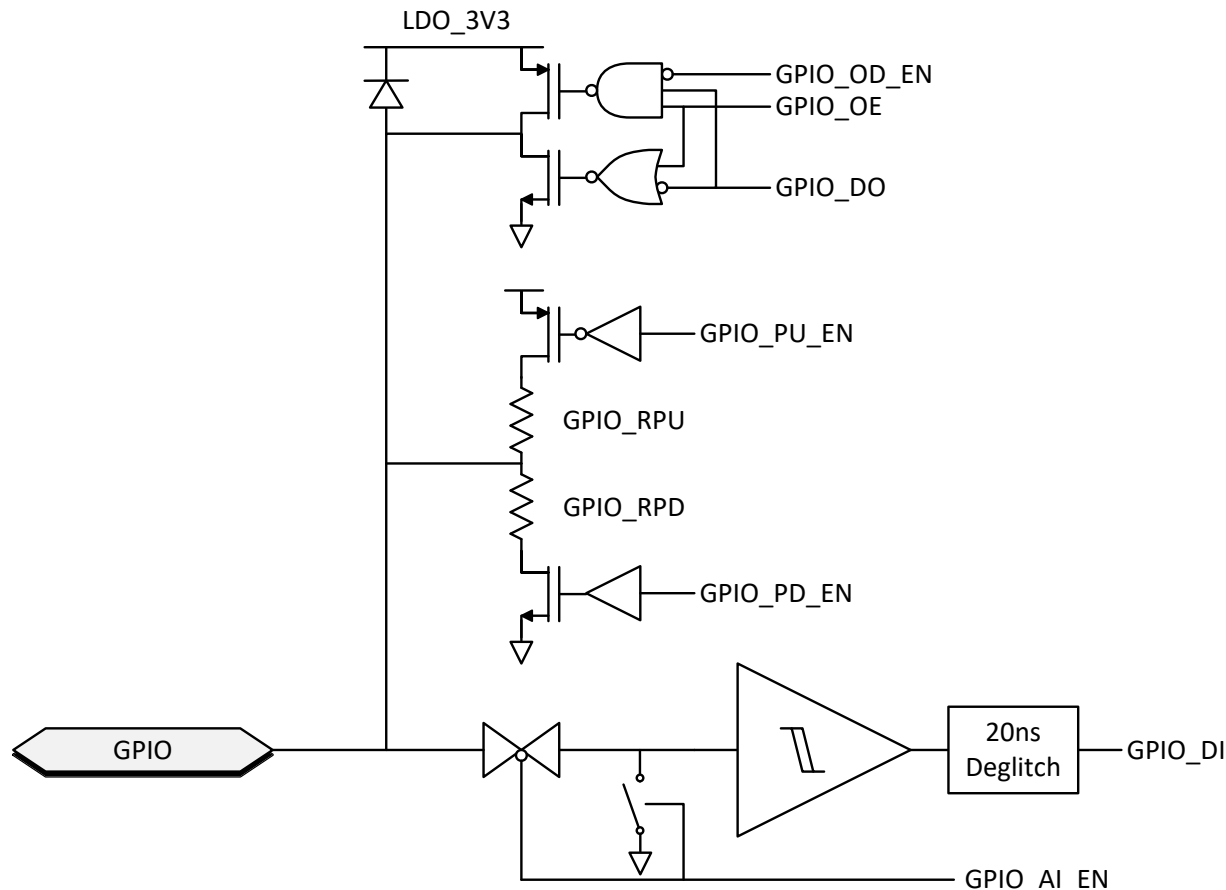 LDO_3V3
GPIO_OD_EN
GPIO_OE
GPIO_DO
GPIO_PU_EN
GPIO_RPU
GPIO_RPD
GPIO_PD_EN
GPIO
20ns
Deglitch
GPIO_DI
GPIO_AI_EN